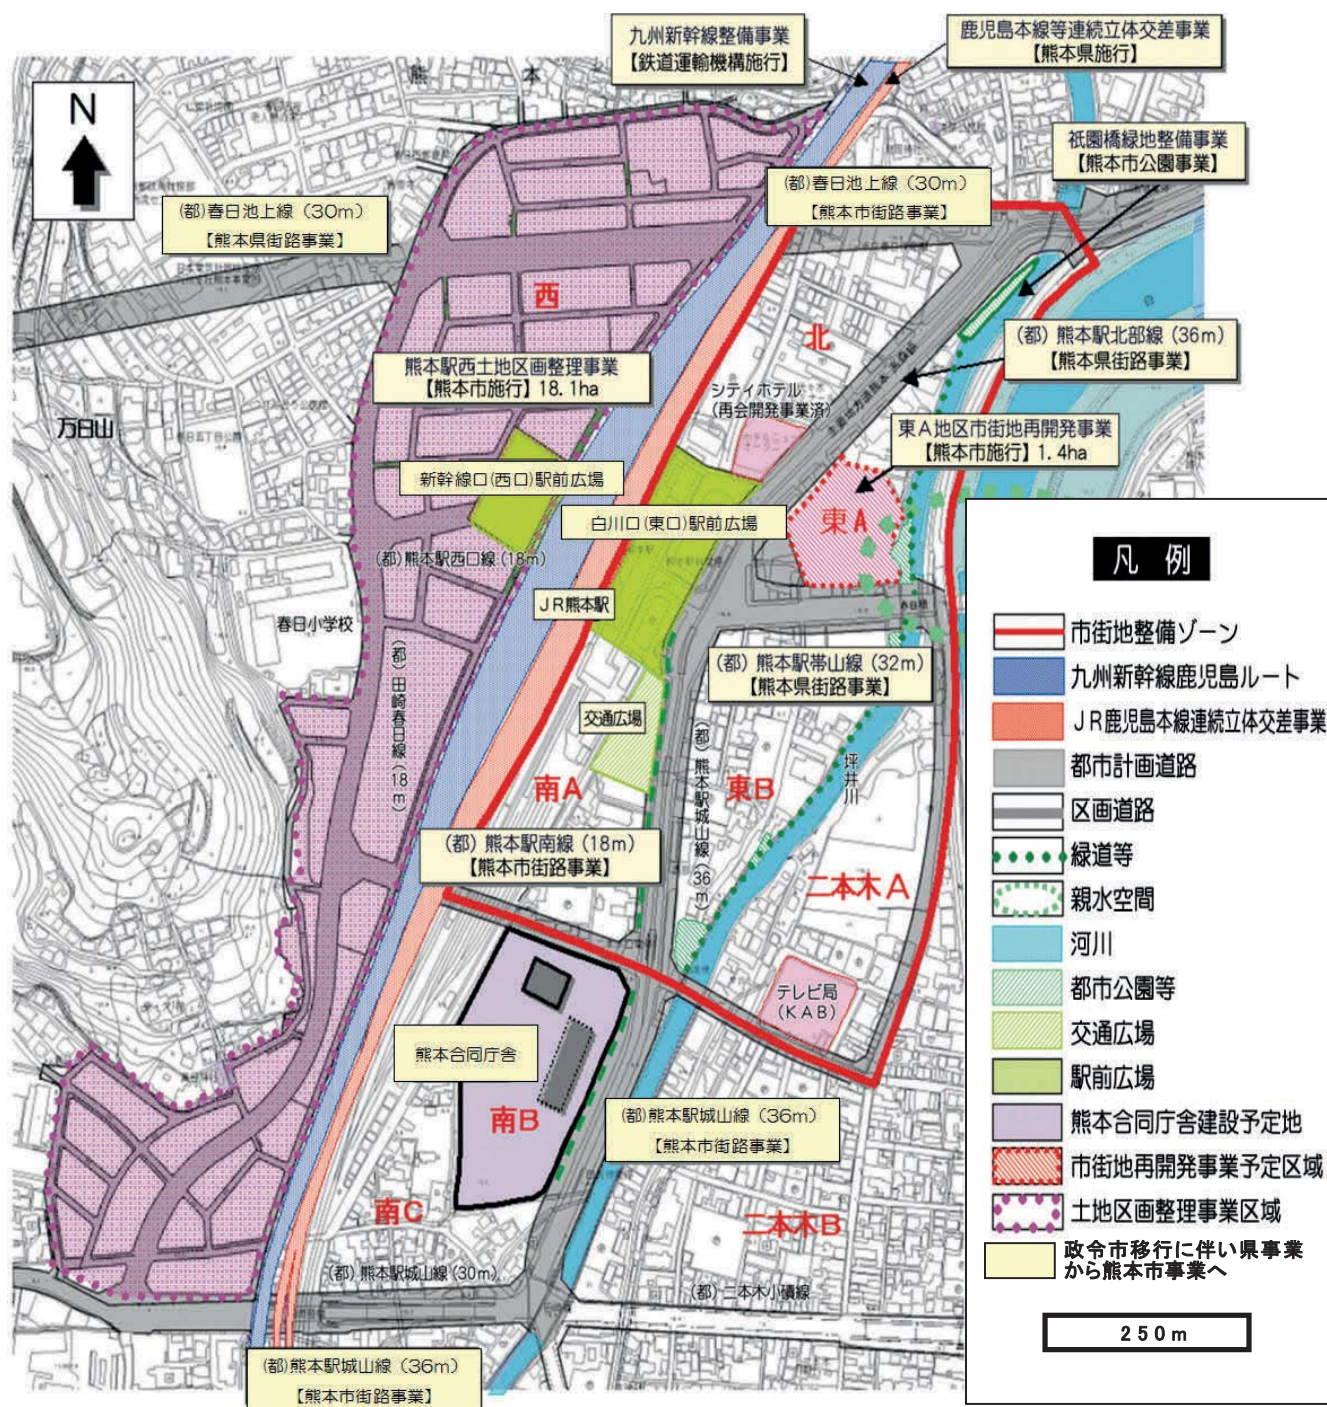 九州新幹線整備事業
【鉄道運輸機構施行】
鹿児島本線等連続立体交差事業
【熊本県施行】
熊 本
N
祇園橋緑地整備事業
【熊本市公園事業】
(都)春日池上線(30m)
【熊本県街路事業】
(都)春日池上線(30m)
【熊本市街路事業】
西
北
(都) 熊本駅北部線(36m)
【熊本県街路事業】
熊本駅西土地区画整理事業
【熊本市施行】18.1ha
シティホテル
(再会開発事業済)
万日山
東A地区市街地再開発事業
【熊本市施行】1.4ha
新幹線口(西口)駅前広場
白川口(東口)駅前広場
東A
(都)熊本駅西口線(18m)
JR熊本駅
春日小学校
(都)田崎春日線(18m)
(都) 熊本駅帯山線(32m)
【熊本県街路事業】
交通広場
(都)熊本駅城山線(36m)
坪井川
南A
東B
(都) 熊本駅南線(18m)
【熊本市街路事業】
二本木A
テレビ局
(KAB)
熊本合同庁舎
南B
(都)熊本駅城山線(36m)
【熊本市街路事業】
南C
二本木B
(都) 熊本駅城山線(30m)
(都)二本木小磧線
(都)熊本駅城山線(36m)
【熊本市街路事業】
凡 例
市街地整備ゾーン
九州新幹線鹿児島ルート
JR鹿児島本線連続立体交差事業
都市計画道路
区画道路
緑道等
親水空間
河川
都市公園等
交通広場
駅前広場
熊本合同庁舎建設予定地
市街地再開発事業予定区域
土地区画整理事業区域
政令市移行に伴い県事業
から熊本市事業へ
250m